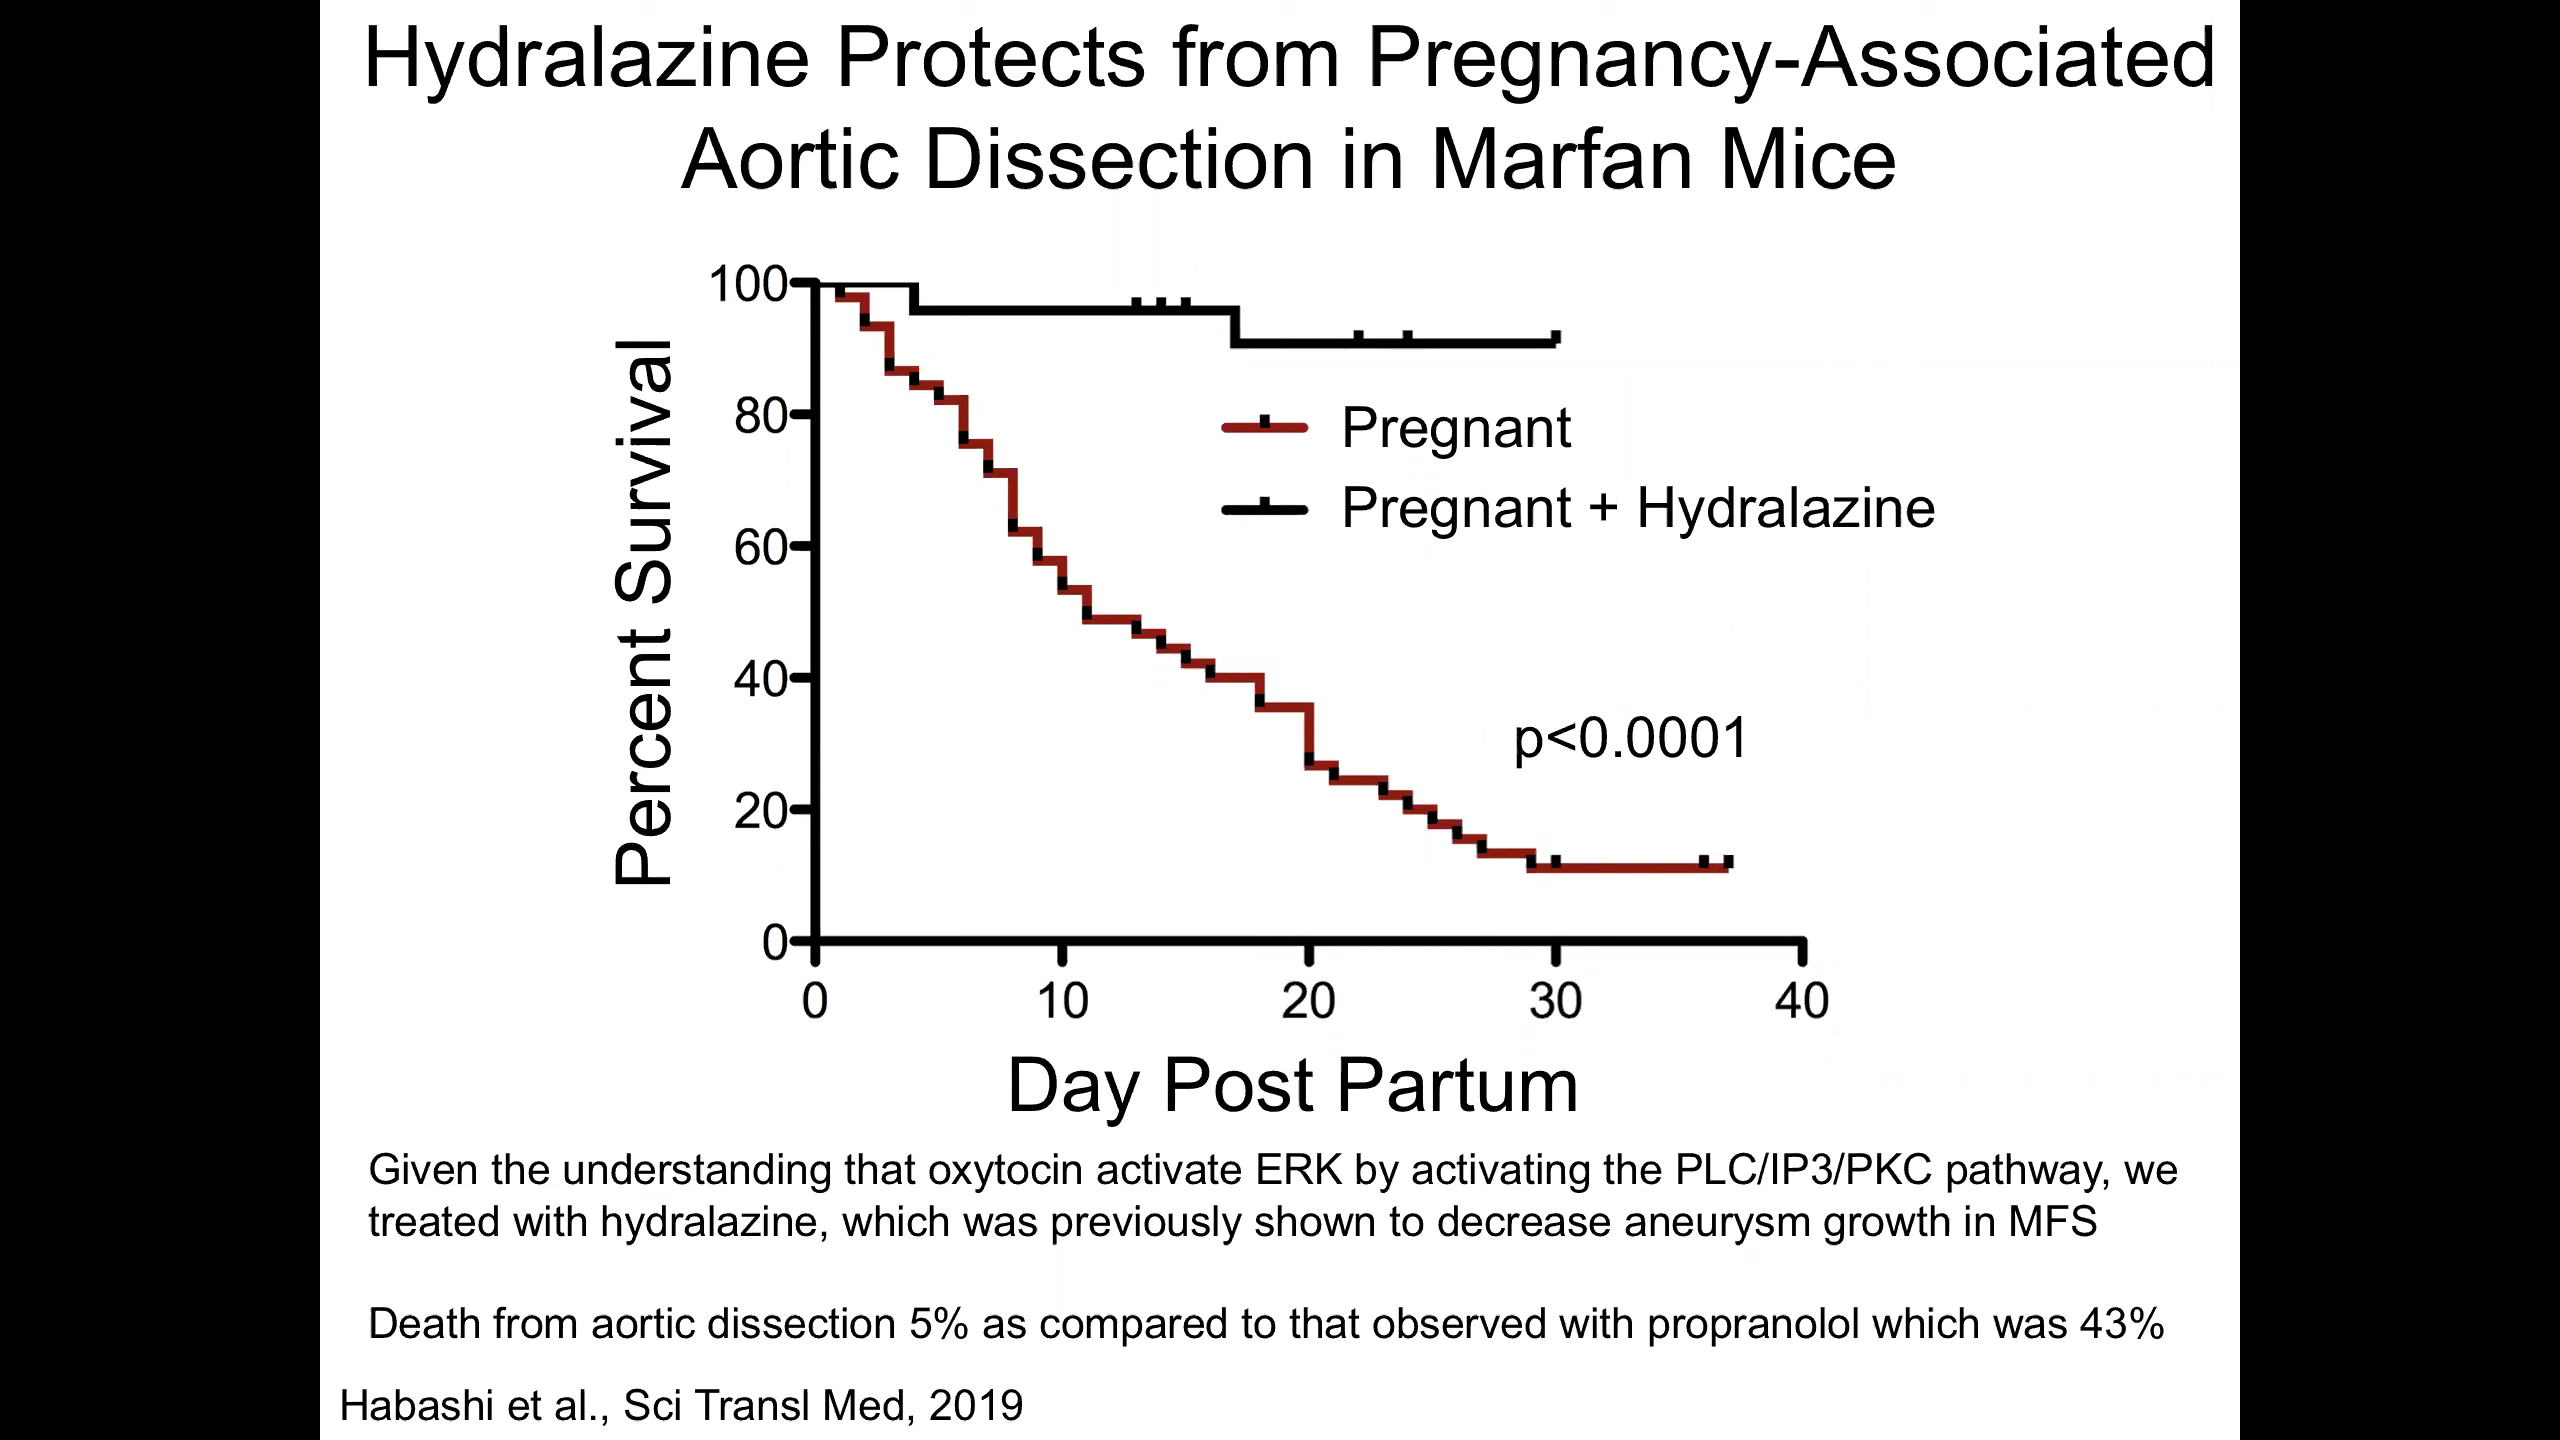 Hydralazine Protects from Pregnancy-Associated
Aortic Dissection in Marfan Mice
Percent Survival
100
80
60
40
20
0
Pregnant
Pregnant + Hydralazine
p<0.0001
0 10 20 30 40
Day Post Partum
Given the understanding that oxytocin activate ERK by activating the PLC/IP3/PKC pathway, we
treated with hydralazine, which was previously shown to decrease aneurysm growth in MFS
Death from aortic dissection 5% as compared to that observed with propranolol which was 43%
Habashi et al., Sci Transl Med, 2019